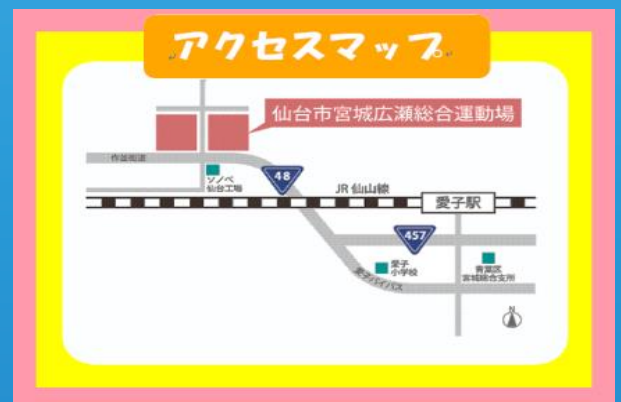 アクセスマップ
仙台市宮城広瀬総合運動場
作並街道
ソノベ
仙台工場
48
JR 仙山線
愛子駅
457
愛子
小学校
青葉区
宮城総合支所
愛子バイパス
N